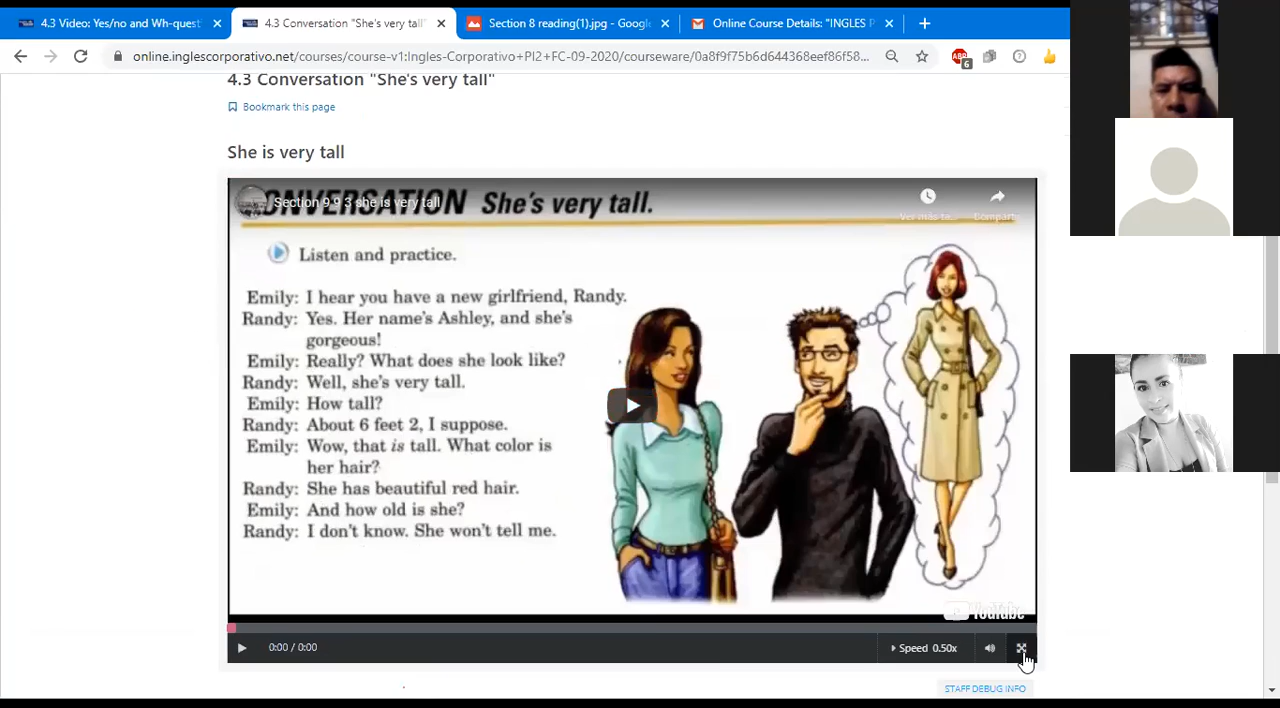 4.3 Video: Yes/no and Wh-quest
4.3 Conversation "She's very tall"
Section 8 reading(1).jpg - Googl
Online Course Details: "INGLES P
online.inglescorporativo.net/courses/course-v1:Ingles-Corporativo+PI2+FC-09-2020/courseware/0a8f9f75b6d644368eef86f58...
6
4.3 Conversation "She's very tall"
Bookmark this page
She is very tall
ONVERSATION She's very tall.
Section 9 9 3 she is very tall
Ver más ta...
Compart
Listen and practice.
Emily: I hear you have a new girlfriend, Randy.
Randy: Yes. Her name's Ashley, and she's
gorgeous!
Emily: Really? What does she look like?
Randy: Well, she's very tall.
Emily: How tall?
Randy: About 6 feet 2, I suppose.
Emily: Wow, that is tall. What color is
her hair?
Randy: She has beautiful red hair.
Emily: And how old is she?
Randy: I don't know. She won't tell me.
YouTube
0:00 / 0:00
Speed 0.50x
STAFF DEBUG INFO